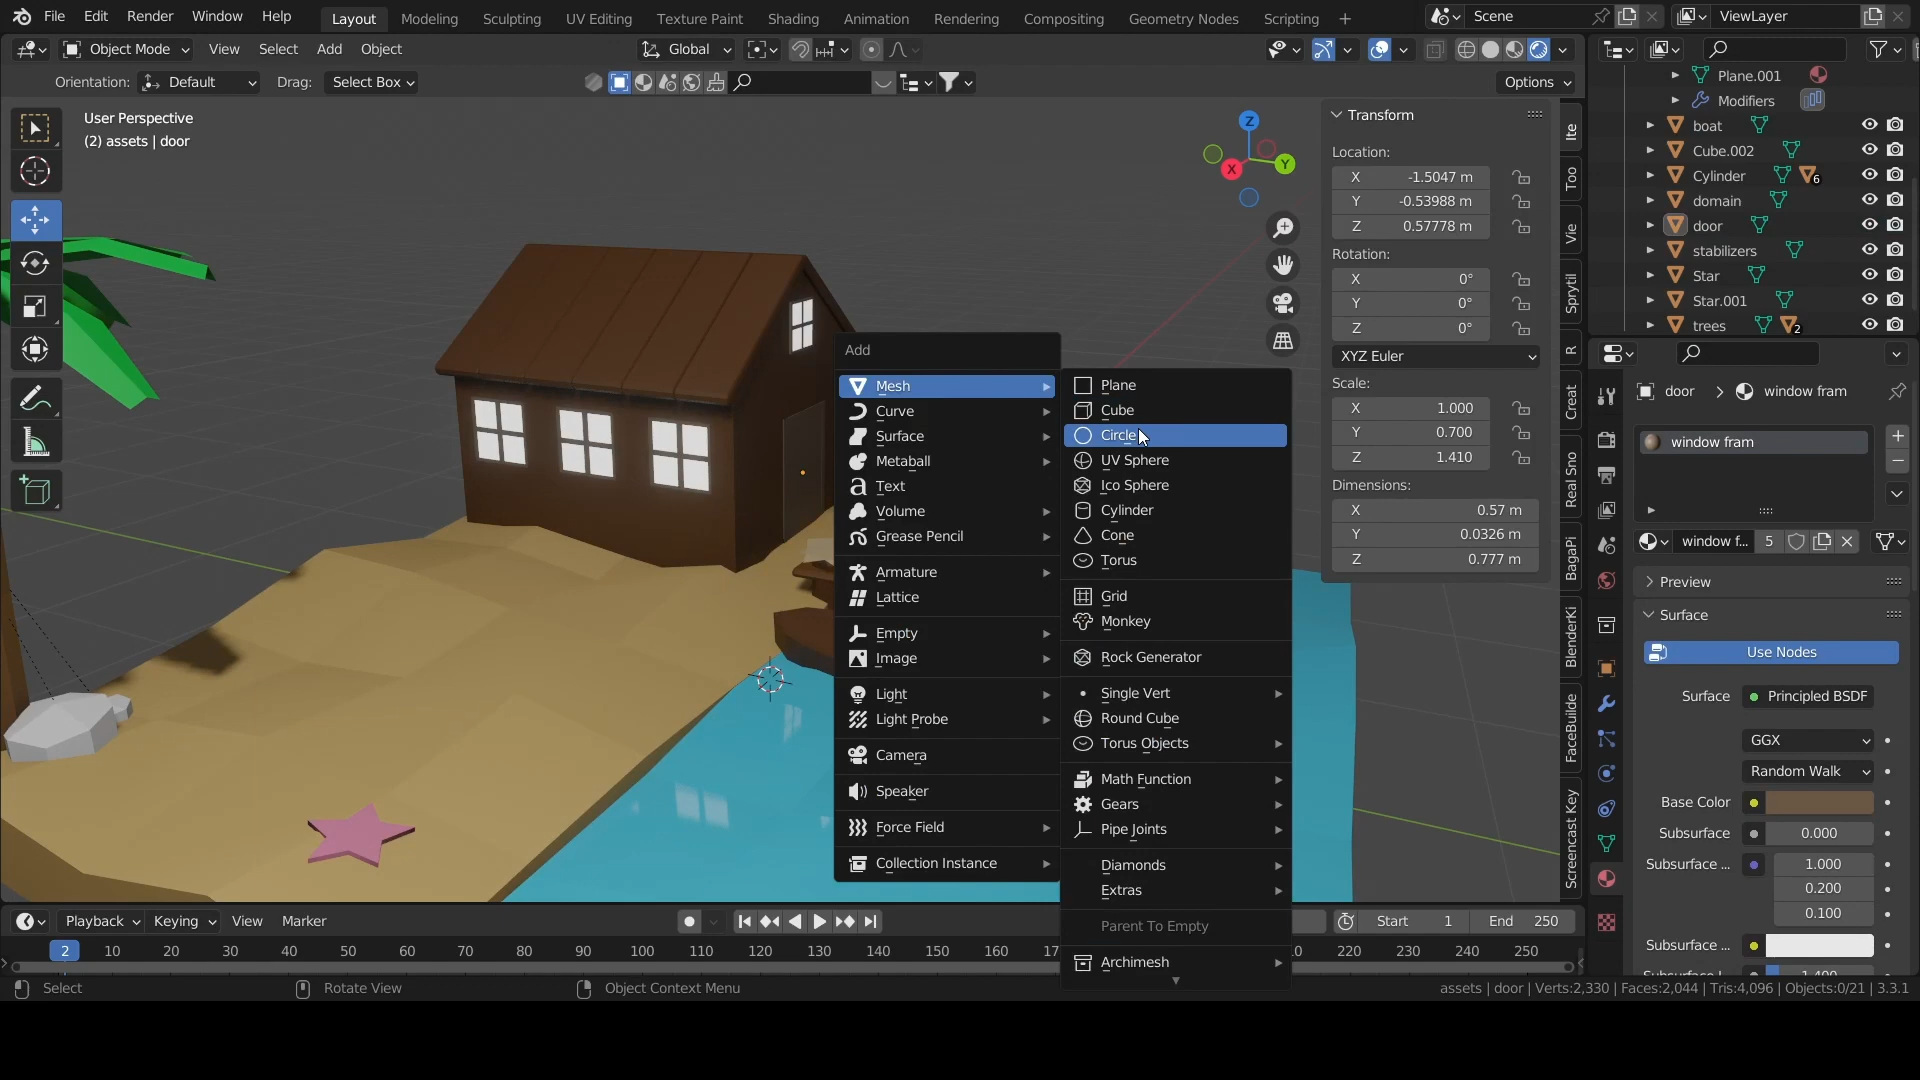 File Edit Render Window Help Layout Modeling Sculpting UV Editing Texture Paint Shading Animation Rendering Compositing Geometry Nodes Scripting + Scene ViewLayer
Object Mode View Select Add Object Global
Orientation: Default Drag: Select Box Options
User Perspective
(2) assets | door
Z
Y
X
Transform
Location:
X -1.5047 m
Y -0.53988 m
Z 0.57778 m
Rotation:
X 0°
Y 0°
Z 0°
XYZ Euler
Scale:
X 1.000
Y 0.700
Z 1.410
Dimensions:
X 0.57 m
Y 0.0326 m
Z 0.777 m
Ite
Too
Vie
Sprytil
R
Creat
Real Sno
BagaPi
BlenderKi
FaceBuilde
Screencast Key
Add
Mesh
Curve
Surface
Metaball
Text
Volume
Grease Pencil
Armature
Lattice
Empty
Image
Light
Light Probe
Camera
Speaker
Force Field
Collection Instance
Plane
Cube
Circle
UV Sphere
Ico Sphere
Cylinder
Cone
Torus
Grid
Monkey
Rock Generator
Single Vert
Round Cube
Torus Objects
Math Function
Gears
Pipe Joints
Diamonds
Extras
Parent To Empty
Archimesh
Plane.001
Modifiers
boat
Cube.002
Cylinder 6
domain
door
stabilizers
Star
Star.001
trees 2
door > window fram
window fram
window f... 5
Preview
Surface
Use Nodes
Surface Principled BSDF
GGX
Random Walk
Base Color
Subsurface 0.000
Subsurface ... 1.000
0.200
0.100
Subsurface ...
Playback Keying View Marker Start 1 End 250
2 10 20 30 40 50 60 70 80 90 100 110 120 130 140 150 160 220 230 240 250
Select Rotate View Object Context Menu assets | door | Verts:2,330 | Faces:2,044 | Tris:4,096 | Objects:0/21 | 3.3.1